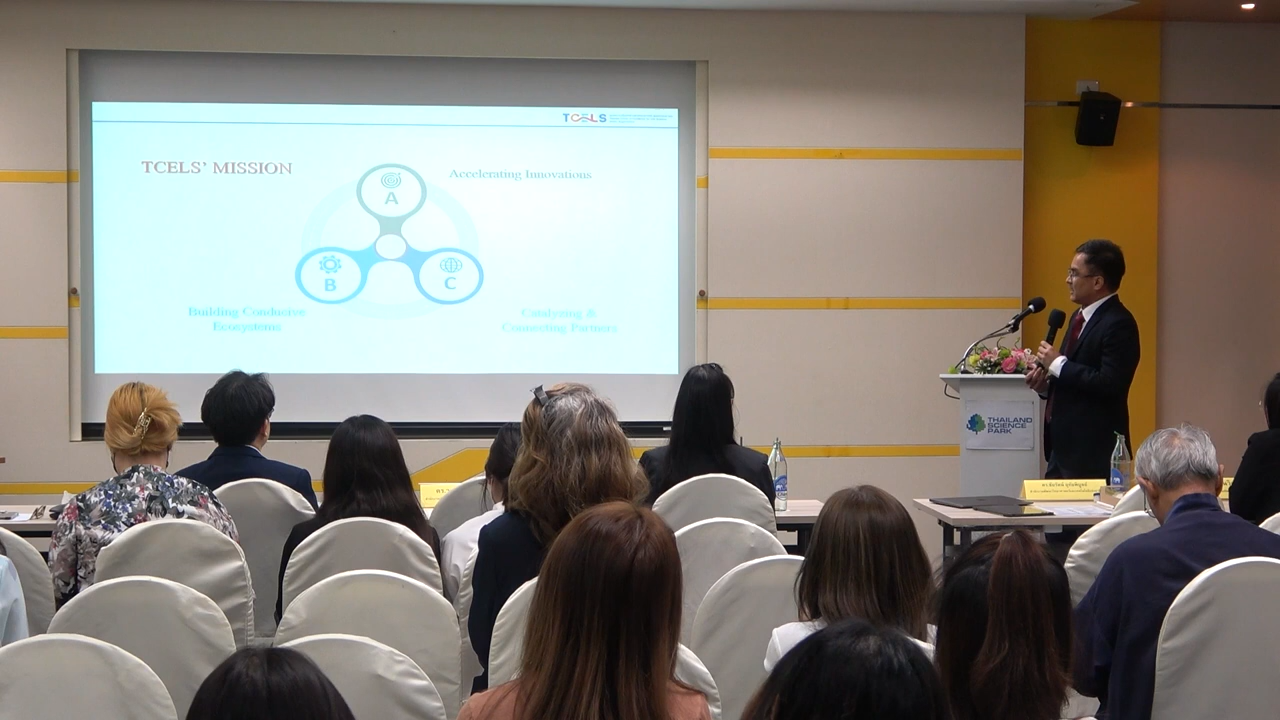 TCELS
TCELS' MISSION
Accelerating Innovations
A
B
C
Building Conducive
Ecosystems
Catalyzing &
Connecting Partners
THAILAND
SCIENCE
PARK